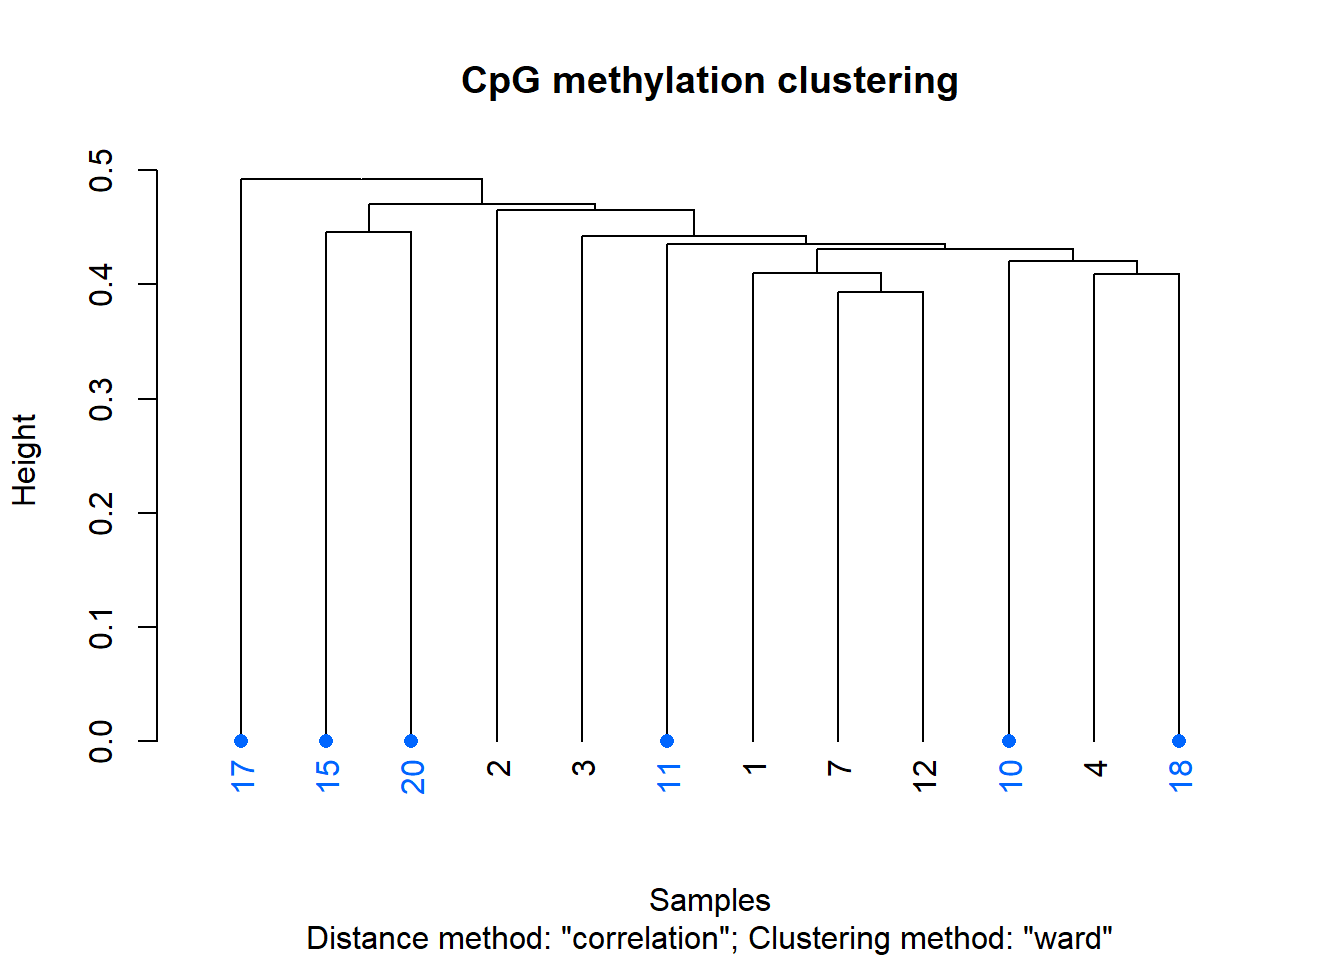 CpG methylation clustering
Height
0.5
0.4
0.3
0.2
0.1
0.0
17 15 20 2 3 11 1 7 12 10 4 18
Samples
Distance method: "correlation"; Clustering method: "ward"